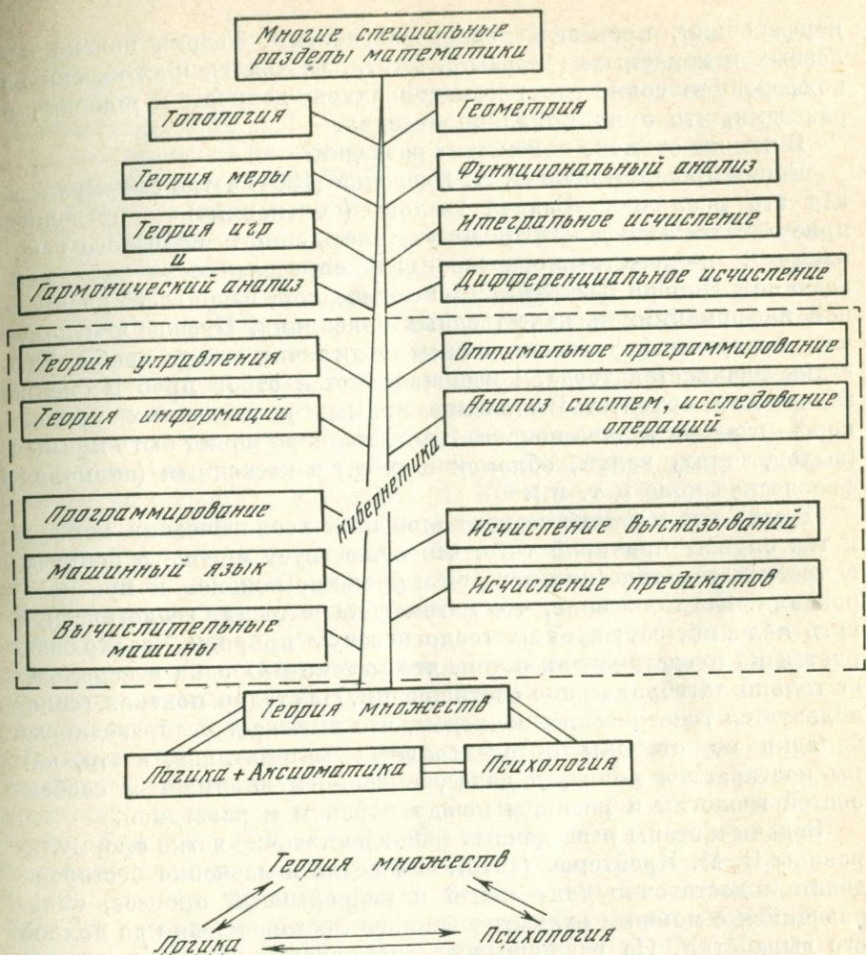 Многие специальные
разделы математики
Топология
Геометрия
Теория меры
Функциональный анализ
Теория игр
и
Интегральное исчисление
Гармонический анализ
Дифференциальное исчисление
Теория управления
Оптимальное программирование
Теория информации
Анализ систем, исследование
операций
Кибернетика
Программирование
Исчисление высказываний
Машинный язык
Исчисление предикатов
Вычислительные
машины
Теория множеств
Логика + Аксиоматика
Психология
Теория множеств
Логика
Психология